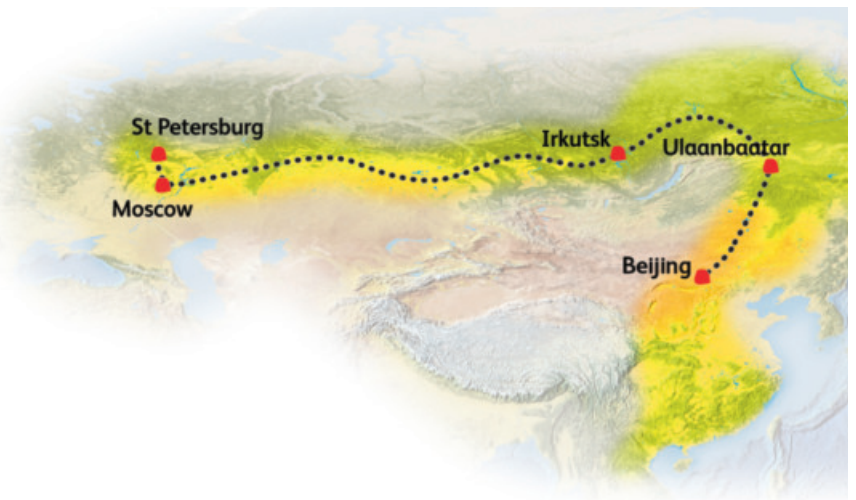 St Petersburg
Irkutsk
Ulaanbaatar
Moscow
Beijing